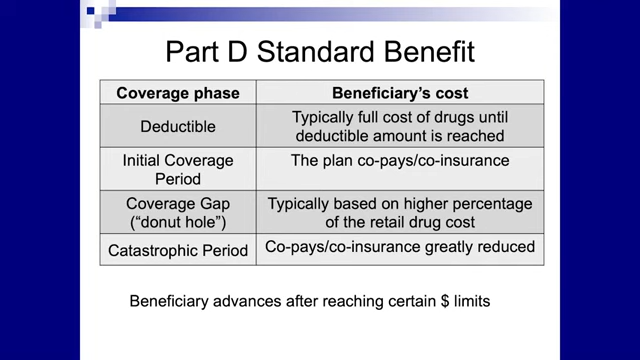 Part D Standard Benefit
Coverage phase
Beneficiary's cost
Deductible
Typically full cost of drugs until
deductible amount is reached
Initial Coverage
Period
The plan co-pays/co-insurance
Coverage Gap
("donut hole")
Typically based on higher percentage
of the retail drug cost
Catastrophic Period
Co-pays/co-insurance greatly reduced
Beneficiary advances after reaching certain $ limits